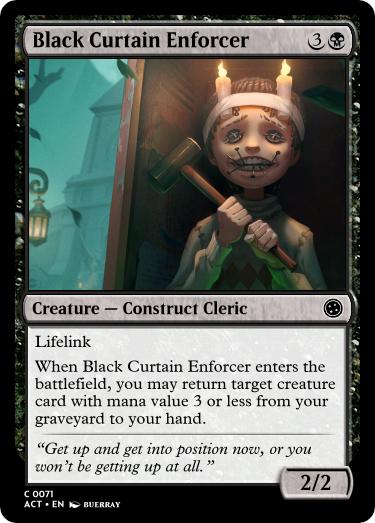 Black Curtain Enforcer 3
Creature — Construct Cleric
Lifelink
When Black Curtain Enforcer enters the
battlefield, you may return target creature
card with mana value 3 or less from your
graveyard to your hand.
“Get up and get into position now, or you
won’t be getting up at all.”
2/2
C 0071
ACT • EN BUERRAY